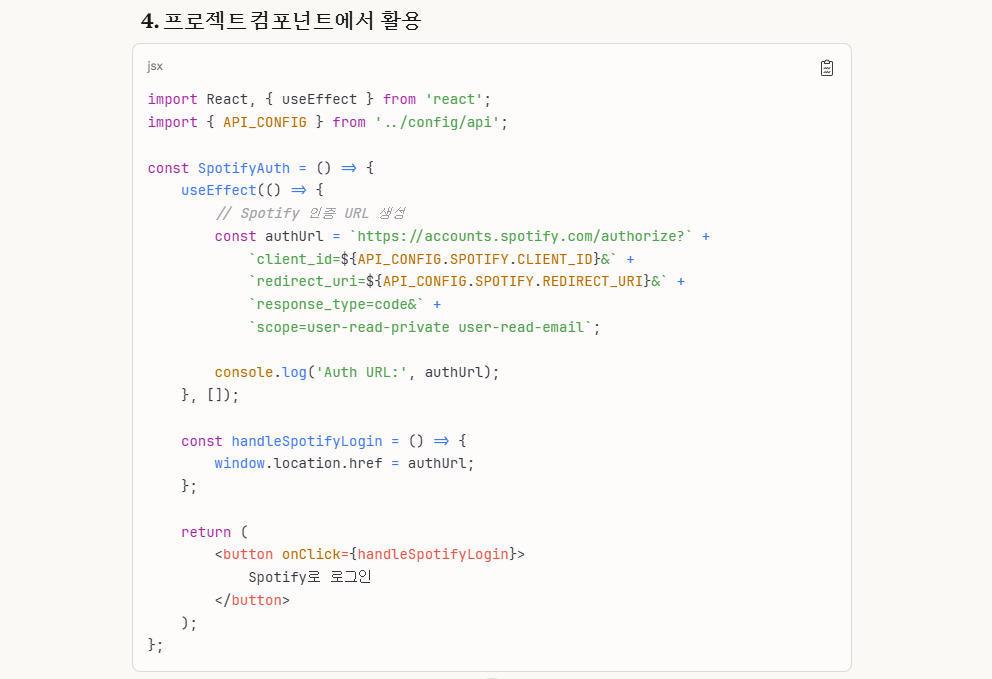 4. 프로젝트 컴포넌트에서 활용
jsx
import React, { useEffect } from 'react';
import { API_CONFIG } from '../config/api';
const SpotifyAuth = () => {
useEffect(() => {
// Spotify 인증 URL 생성
const authUrl = `https://accounts.spotify.com/authorize?` +
`client_id=${API_CONFIG.SPOTIFY.CLIENT_ID}&` +
`redirect_uri=${API_CONFIG.SPOTIFY.REDIRECT_URI}&` +
`response_type=code&` +
`scope=user-read-private user-read-email`;
console.log('Auth URL:', authUrl);
}, []);
const handleSpotifyLogin = () => {
window.location.href = authUrl;
};
return (
<button onClick={handleSpotifyLogin}>
Spotify로 로그인
</button>
);
};